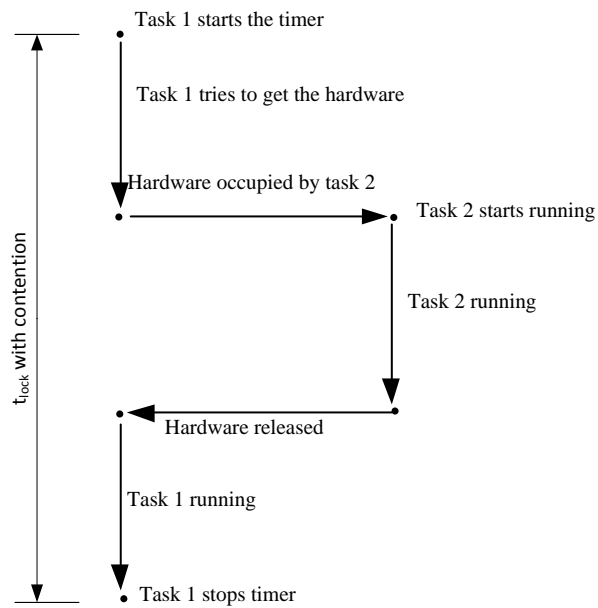 Task 1 starts the timer
Task 1 tries to get the hardware
Hardware occupied by task 2
Task 2 starts running
Task 2 running
t_lock with contention
Hardware released
Task 1 running
Task 1 stops timer